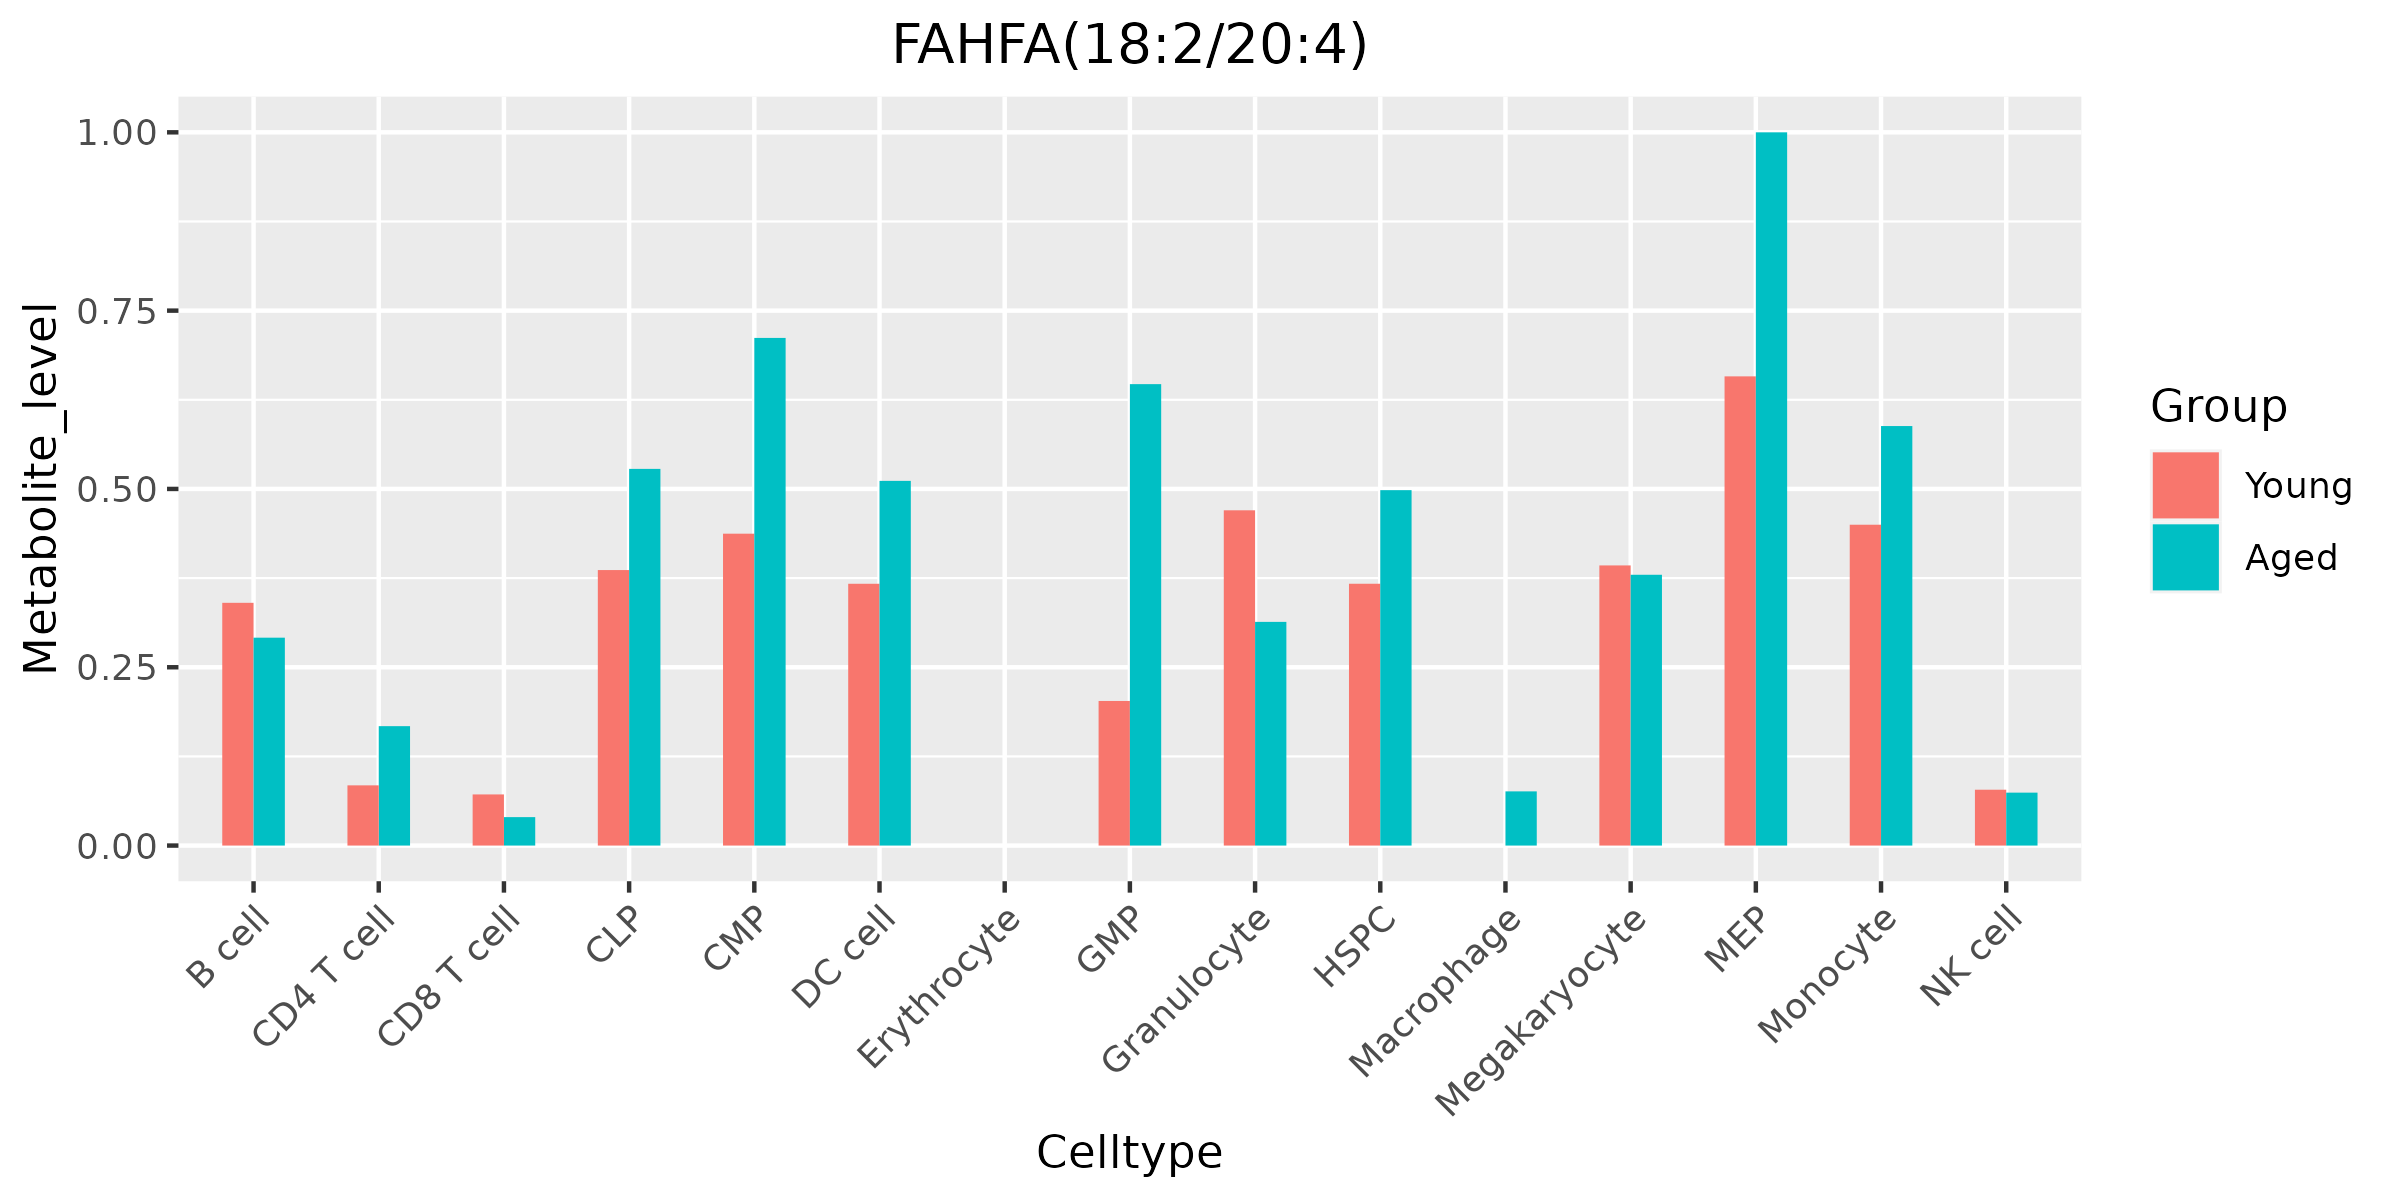 FAHFA(18:2/20:4)
Metabolite_level
1.00
0.75
0.50
0.25
0.00
B cell
CD4 T cell
CD8 T cell
CLP
CMP
DC cell
Erythrocyte
GMP
Granulocyte
HSPC
Macrophage
Megakaryocyte
MEP
Monocyte
NK cell
Celltype
Group
Young
Aged